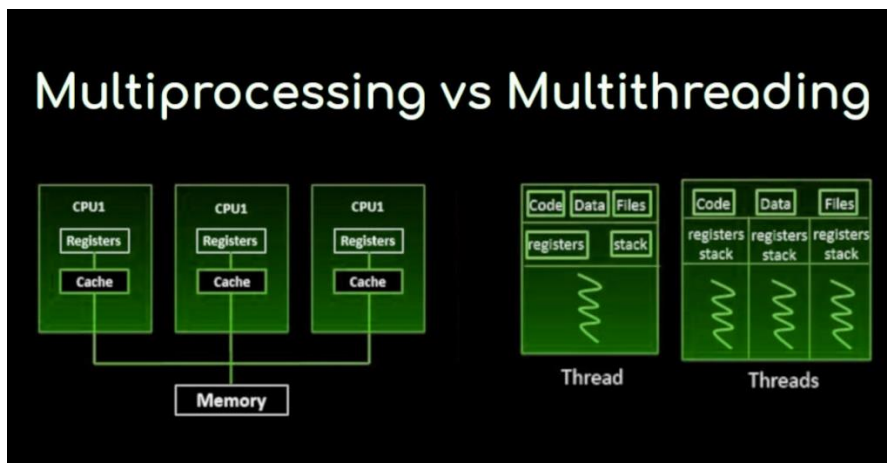 Multiprocessing vs Multithreading
CPU1
Registers
Cache
CPU1
Registers
Cache
CPU1
Registers
Cache
Memory
Code Data Files
registers stack
Thread
Code Data Files
registers registers registers
stack stack stack
Threads